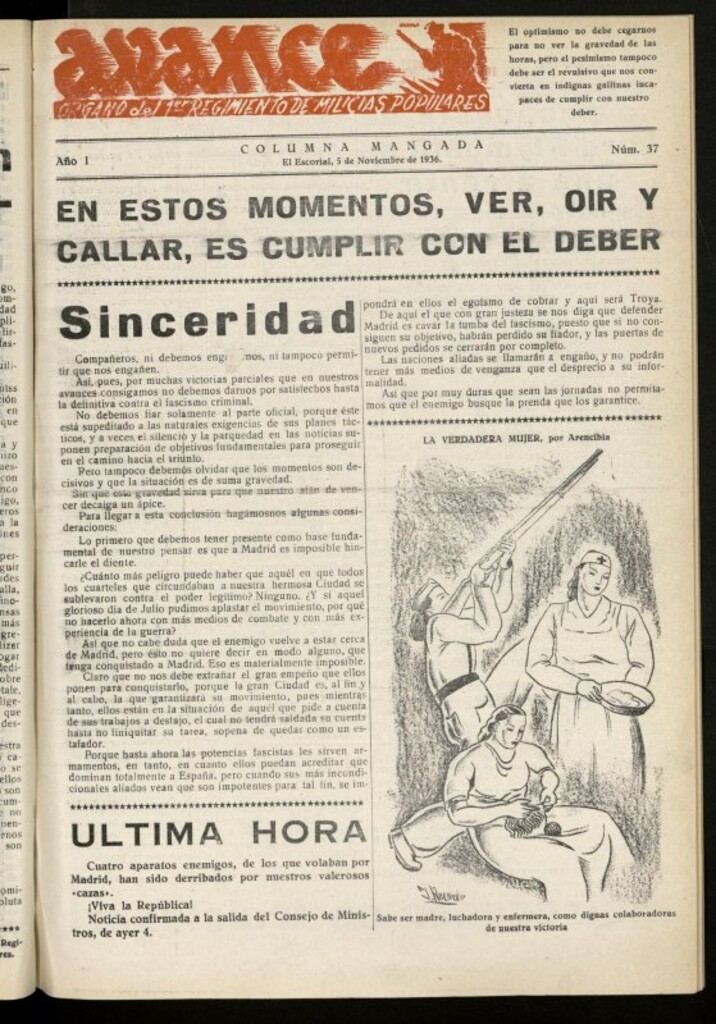 avance
ORGANO del 1er REGIMIENTO DE MILICIAS POPULARES
El optimismo no debe cegarnos
para no ver la gravedad de las
horas, pero el pesimismo tampoco
debe ser el revulsivo que nos con-
vierta en indignas gallinas inca-
paces de cumplir con nuestro
deber.
COLUMNA MANGADA
Año I
El Escorial, 5 de Noviembre de 1936.
Núm. 37
EN ESTOS MOMENTOS, VER, OIR Y
CALLAR, ES CUMPLIR CON EL DEBER
Sinceridad
Compañeros, ni debemos nos, ni tampoco permi-
tir que nos engañen.
Así, pues, por muchas victorias parciales que en nuestros
avances consigamos no debemos darnos por satisfechos hasta
la definitiva contra el fascismo criminal.
No debemos fiar solamente al parte oficial, porque éste
está supeditado a las naturales exigencias de sus planes tác-
ticos, y a veces el silencio y la parquedad en las noticias su-
ponen preparación de objetivos fundamentales para proseguir
en el camino hacia el triunfo.
Pero tampoco debemos olvidar que los momentos son de-
cisivos y que la situación es de suma gravedad.
Sin que esta gravedad sirva para que nuestro afán de ven-
cer decaiga un ápice.
Para llegar a esta conclusión hagámosnos algunas consi-
deraciones:
Lo primero que debemos tener presente como base funda-
mental de nuestro pensar es que a Madrid es imposible hin-
carle el diente.
¿Cuánto más peligro puede haber que aquél en que todos
los cuarteles que circundaban a nuestra hermosa Ciudad se
sublevaron contra el poder legítimo? Ninguno. ¿Y si aquel
glorioso día de Julio pudimos aplastar el movimiento, por qué
no hacerlo ahora con más medios de combate y con más ex-
periencia de la guerra?
Así que no cabe duda que el enemigo vuelve a estar cerca
de Madrid, pero ésto no quiere decir en modo alguno, que
tenga conquistado a Madrid. Eso es materialmente imposible.
Claro que no nos debe extrañar el gran empeño que ellos
ponen para conquistarlo, porque la gran Ciudad es, al fin y
al cabo, la que garantizará su movimiento, pues mientras
tanto, ellos están en la situación de aquél que pide a cuenta
de sus trabajos a destajo, el cual no tendrá saldada su cuenta
hasta no liniquitar su tarea, sopena de quedar como un es-
tafador.
Porque hasta ahora las potencias fascistas les sirven ar-
mamentos, en tanto, en cuanto ellos puedan acreditar que
dominan totalmente a España, pero cuando sus más incondi-
cionales aliados vean que son impotentes para tal fin, se im-
pondrá en ellos el egoísmo de cobrar y aquí será Troya.
De aquí el que con gran justeza se nos diga que defender
Madrid es cavar la tumba del fascismo, puesto que si no con-
siguen su objetivo, habrán perdido su fiador, y las puertas de
nuevos pedidos se cerrarán por completo.
Las naciones aliadas se llamarán a engaño, y no podrán
tener más medios de venganza que el desprecio a su infor-
malidad.
Así que por muy duras que sean las jornadas no permita-
mos que el enemigo busque la prenda que los garantice.
ULTIMA HORA
Cuatro aparatos enemigos, de los que volaban por
Madrid, han sido derribados por nuestros valerosos
«cazas».
¡Viva la República!
Noticia confirmada a la salida del Consejo de Minis-
tros, de ayer 4.
LA VERDADERA MUJER, por Arencibia
Sabe ser madre, luchadora y enfermera, como dignas colaboradoras
de nuestra victoria